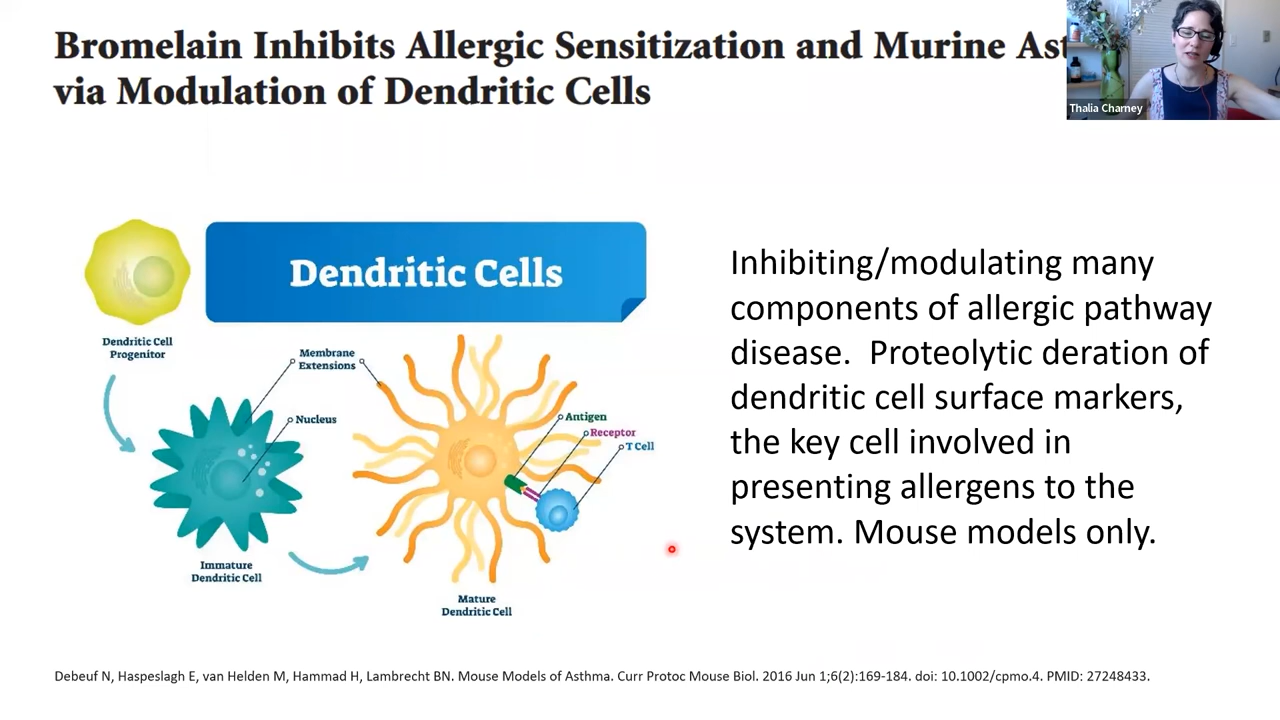 Bromelain Inhibits Allergic Sensitization and Murine Ast
via Modulation of Dendritic Cells
Thalia Charney
Dendritic Cells
Dendritic Cell
Progenitor
Membrane
Extensions
Nucleus
Antigen
Receptor
T Cell
Immature
Dendritic Cell
Mature
Dendritic Cell
Inhibiting/modulating many
components of allergic pathway
disease.  Proteolytic deration of
dendritic cell surface markers,
the key cell involved in
presenting allergens to the
system. Mouse models only.
Debeuf N, Haspeslagh E, van Helden M, Hammad H, Lambrecht BN. Mouse Models of Asthma. Curr Protoc Mouse Biol. 2016 Jun 1;6(2):169-184. doi: 10.1002/cpmo.4. PMID: 27248433.